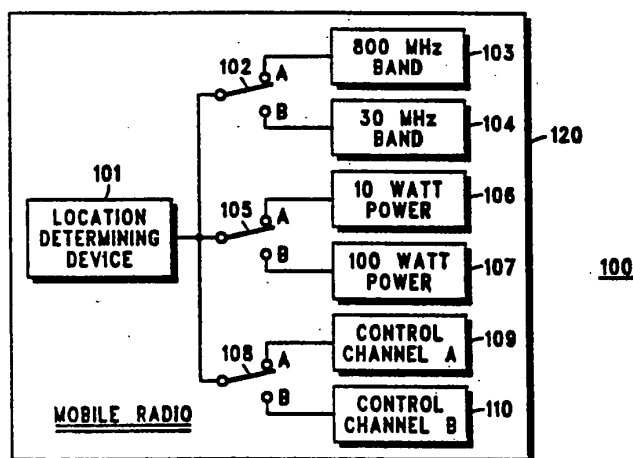 800 MHz
BAND
103
102
A
B
30 MHz
BAND
104
120
101
LOCATION
DETERMINING
DEVICE
10 WATT
POWER
106
105
A
B
100 WATT
POWER
107
100
CONTROL
CHANNEL A
109
108
A
B
CONTROL
CHANNEL B
110
MOBILE RADIO